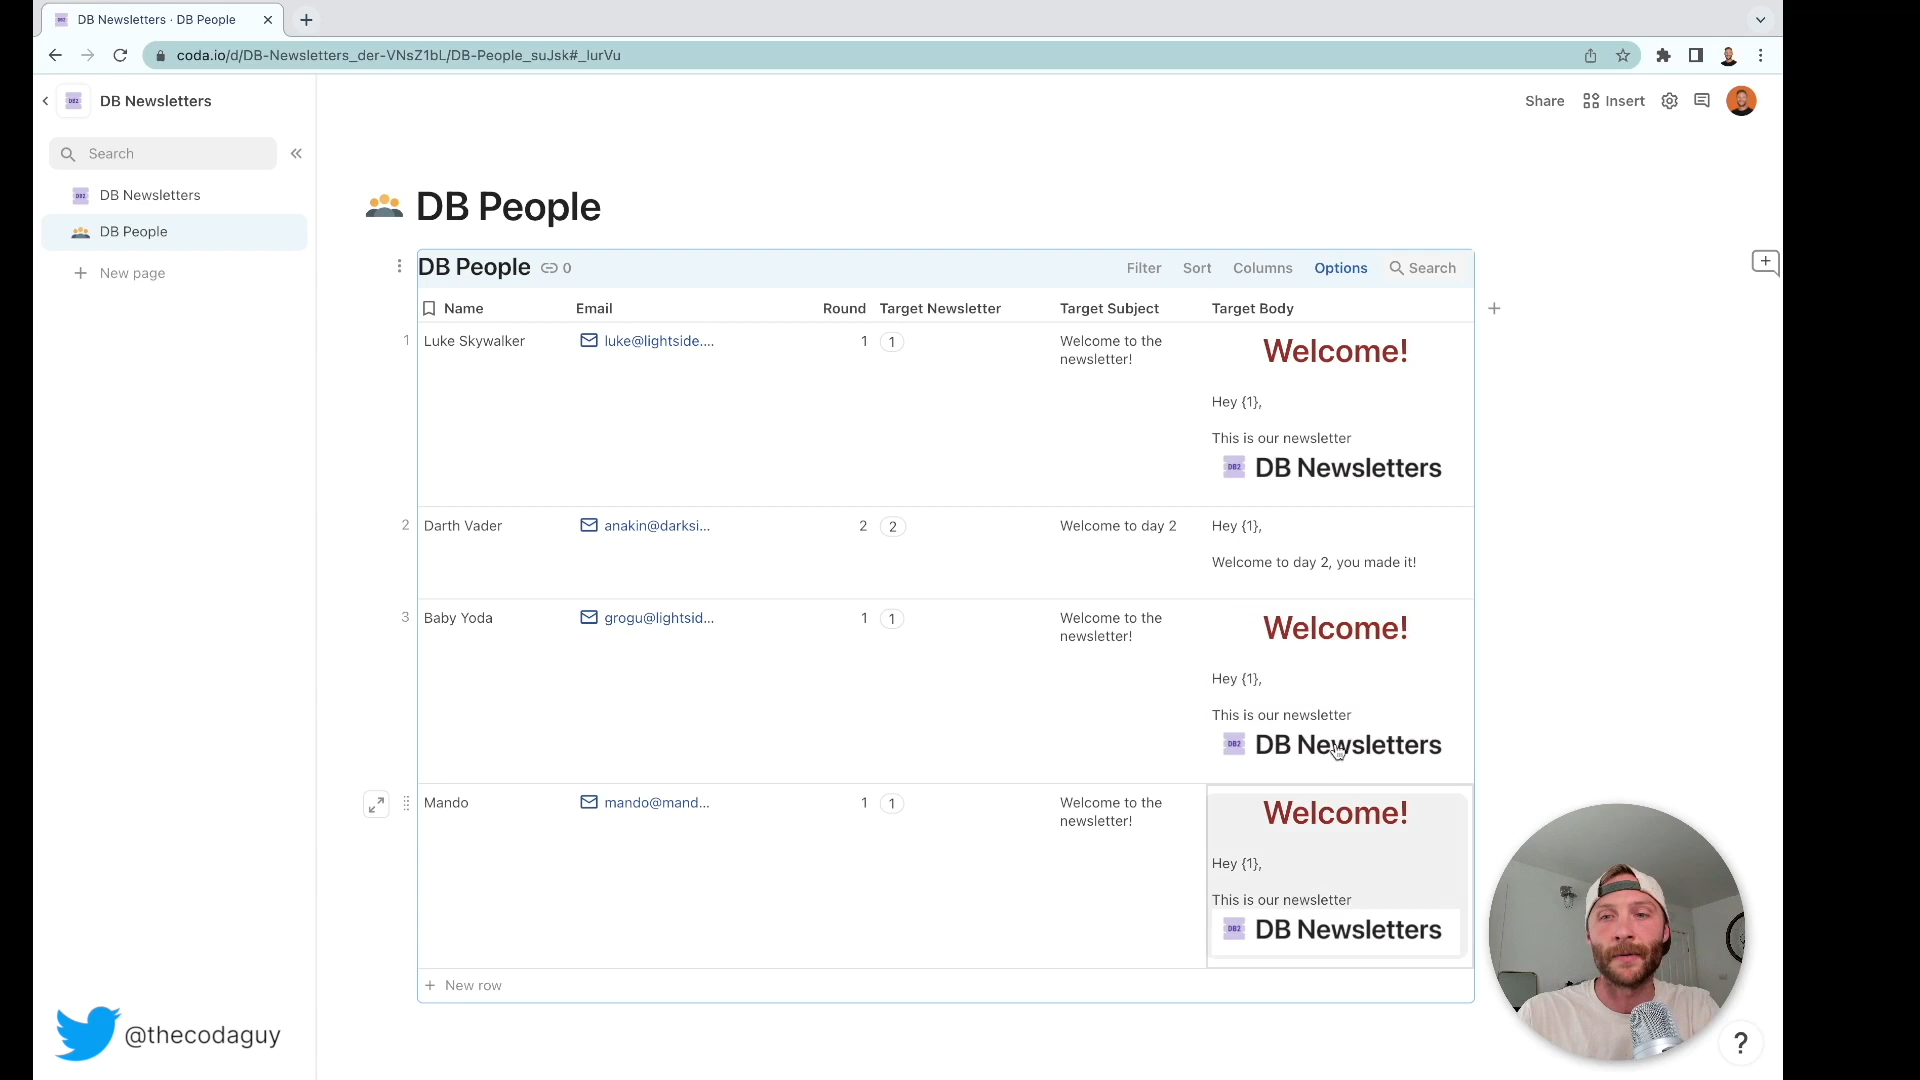 DB Newsletters · DB People
coda.io/d/DB-Newsletters_der-VNsZ1bL/DB-People_suJsk#_lurVu
DB2
DB Newsletters
Share
Insert
Search
DB2
DB Newsletters
DB People
New page
DB People
DB People
0
Filter
Sort
Columns
Options
Search
Name
Email
Round
Target Newsletter
Target Subject
Target Body
1
Luke Skywalker
luke@lightside....
1
1
Welcome to the
newsletter!
Welcome!
Hey {1},
This is our newsletter
DB2 DB Newsletters
2
Darth Vader
anakin@darksi...
2
2
Welcome to day 2
Hey {1},
Welcome to day 2, you made it!
3
Baby Yoda
grogu@lightsid...
1
1
Welcome to the
newsletter!
Welcome!
Hey {1},
This is our newsletter
DB2 DB Newsletters
Mando
mando@mand...
1
1
Welcome to the
newsletter!
Welcome!
Hey {1},
This is our newsletter
DB2 DB Newsletters
New row
@thecodaguy
?